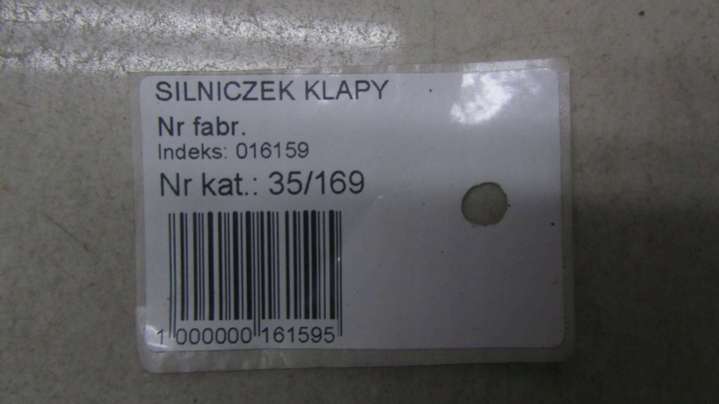 SILNICZEK KLAPY
Nr fabr.
Indeks: 016159
Nr kat.: 35/169
1 000000 161595